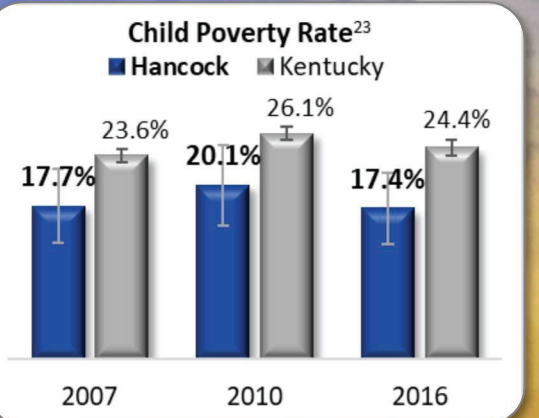 Child Poverty Rate23
Hancock Kentucky
17.7% 23.6% 20.1% 26.1% 17.4% 24.4%
2007 2010 2016